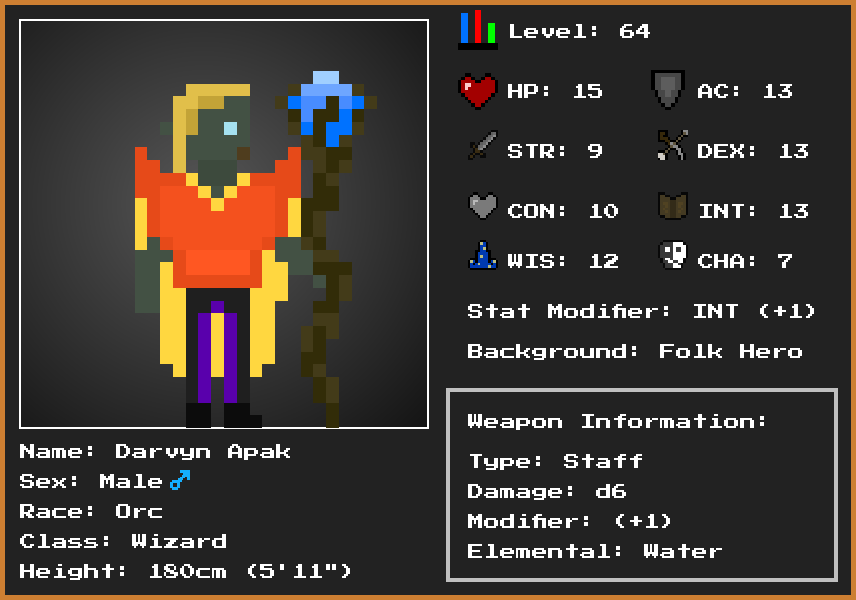 Level: 64
HP: 15 AC: 13
STR: 9 DEX: 13
CON: 10 INT: 13
WIS: 12 CHA: 7
Stat Modifier: INT (+1)
Background: Folk Hero
Weapon Information:
Type: Staff
Damage: d6
Modifier: (+1)
Elemental: Water
Name: Darvyn Apak
Sex: Male♂
Race: Orc
Class: Wizard
Height: 180cm (5'11")